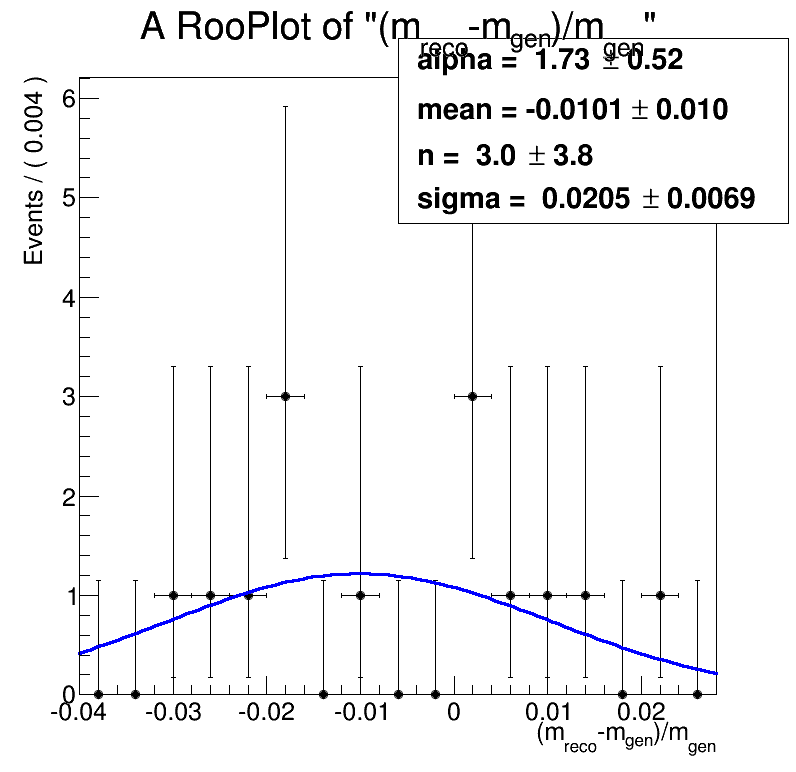 A RooPlot of "(m_reco-m_gen)/m_gen"
alpha = 1.73 ± 0.52
mean = -0.0101 ± 0.010
n = 3.0 ± 3.8
sigma = 0.0205 ± 0.0069
Events / ( 0.004 )
6
5
4
3
2
1
0
-0.04 -0.03 -0.02 -0.01 0 0.01 0.02
(m_reco-m_gen)/m_gen